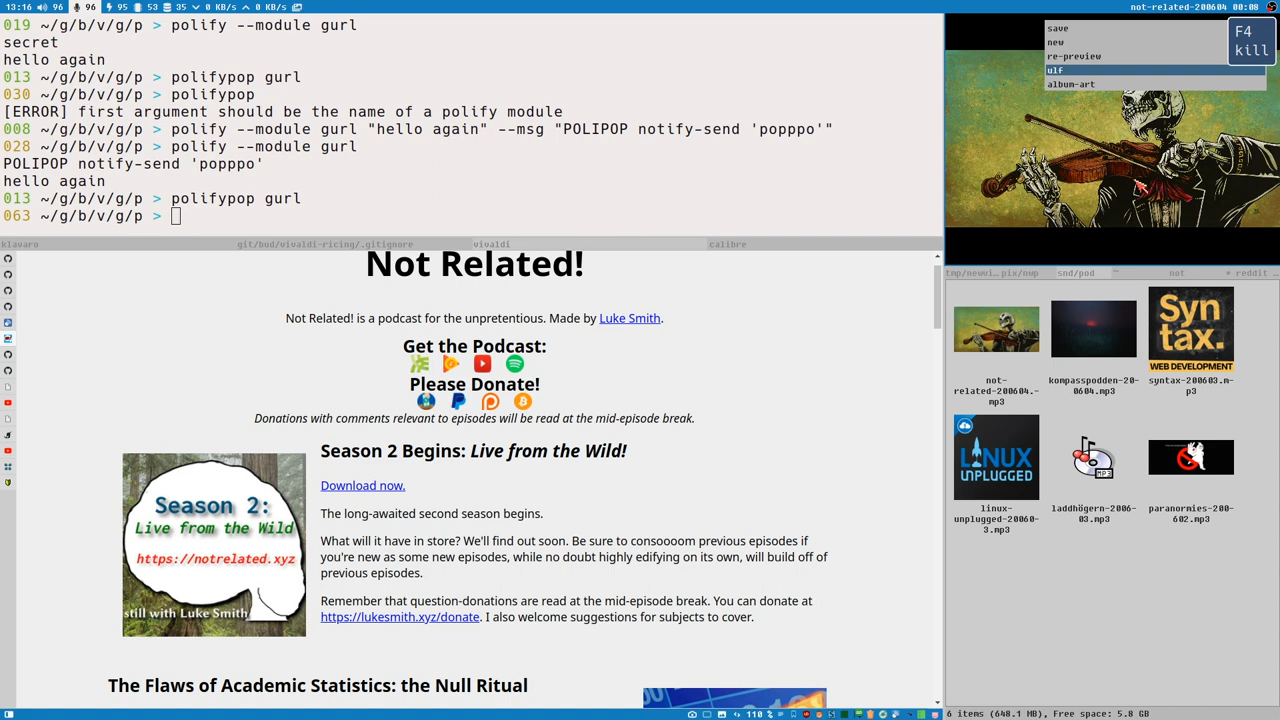 13:16 96 96 95 53 35 0 KB/s 0 KB/s
not-related-200604 00:08
019 ~/g/b/v/g/p > polify --module gurl
secret
hello again
013 ~/g/b/v/g/p > polifypop gurl
030 ~/g/b/v/g/p > polifypop
[ERROR] first argument should be the name of a polify module
008 ~/g/b/v/g/p > polify --module gurl "hello again" --msg "POLIPOP notify-send 'popppo'"
028 ~/g/b/v/g/p > polify --module gurl
POLIPOP notify-send 'popppo'
hello again
013 ~/g/b/v/g/p > polifypop gurl
063 ~/g/b/v/g/p >
save
new
re-preview
ulf
album-art
F4
kill
klavaro git/bud/vivaldi-ricing/.gitignore vivaldi calibre
Not Related!
Not Related! is a podcast for the unpretentious. Made by Luke Smith.
Get the Podcast:
Please Donate!
Donations with comments relevant to episodes will be read at the mid-episode break.
Season 2 Begins: Live from the Wild!
Download now.
The long-awaited second season begins.
What will it have in store? We'll find out soon. Be sure to consoooom previous episodes if
you're new as some new episodes, while no doubt highly edifying on its own, will build off of
previous episodes.
Remember that question-donations are read at the mid-episode break. You can donate at
https://lukesmith.xyz/donate. I also welcome suggestions for subjects to cover.
Season 2:
Live from the Wild
https://notrelated.xyz
still with Luke Smith
The Flaws of Academic Statistics: the Null Ritual
110 %
tmp/newvi… pix/nwp snd/pod ~ not * reddit …
Syn
tax.
WEB DEVELOPMENT
not-
related-200604.-
mp3
kompasspodden-20-
0604.mp3
syntax-200603.m-
p3
LINUX
UNPLUGGED
MP3
linux-
unplugged-20060-
3.mp3
laddhögern-2006-
03.mp3
paranormies-200-
602.mp3
6 items (648.1 MB), Free space: 5.8 GB